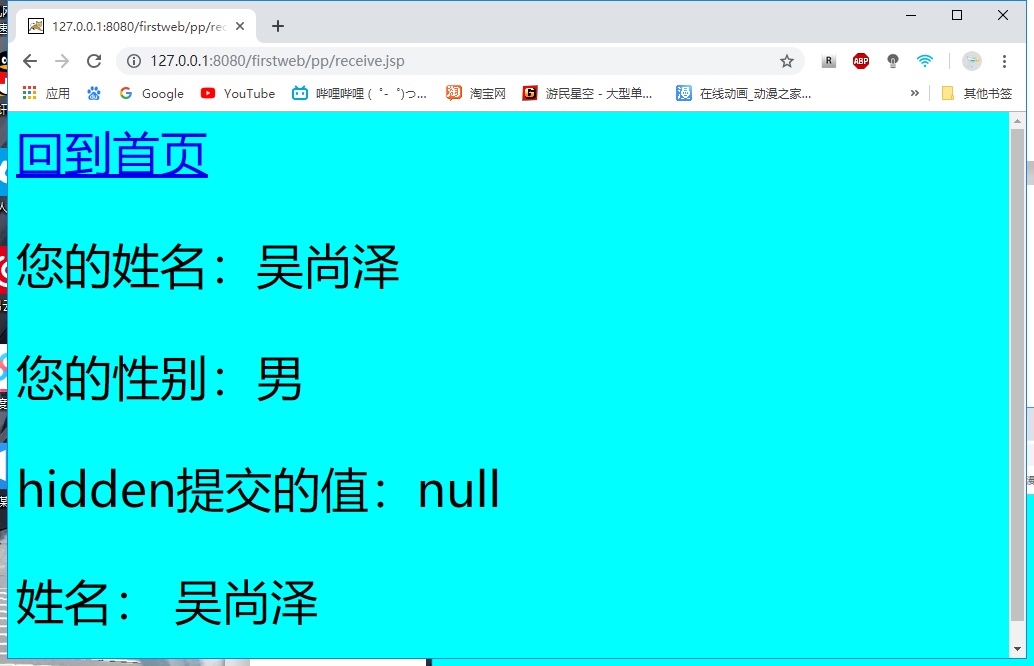 127.0.0.1:8080/firstweb/pp/rec
127.0.0.1:8080/firstweb/pp/receive.jsp
R
ABP
应用
Google
YouTube
哔哩哔哩 ( ゜- ゜)つ...
淘
淘宝网
G
游民星空 - 大型单...
漫
在线动画_动漫之家...
»
其他书签
回到首页
您的姓名：吴尚泽
您的性别：男
hidden提交的值：null
姓名： 吴尚泽